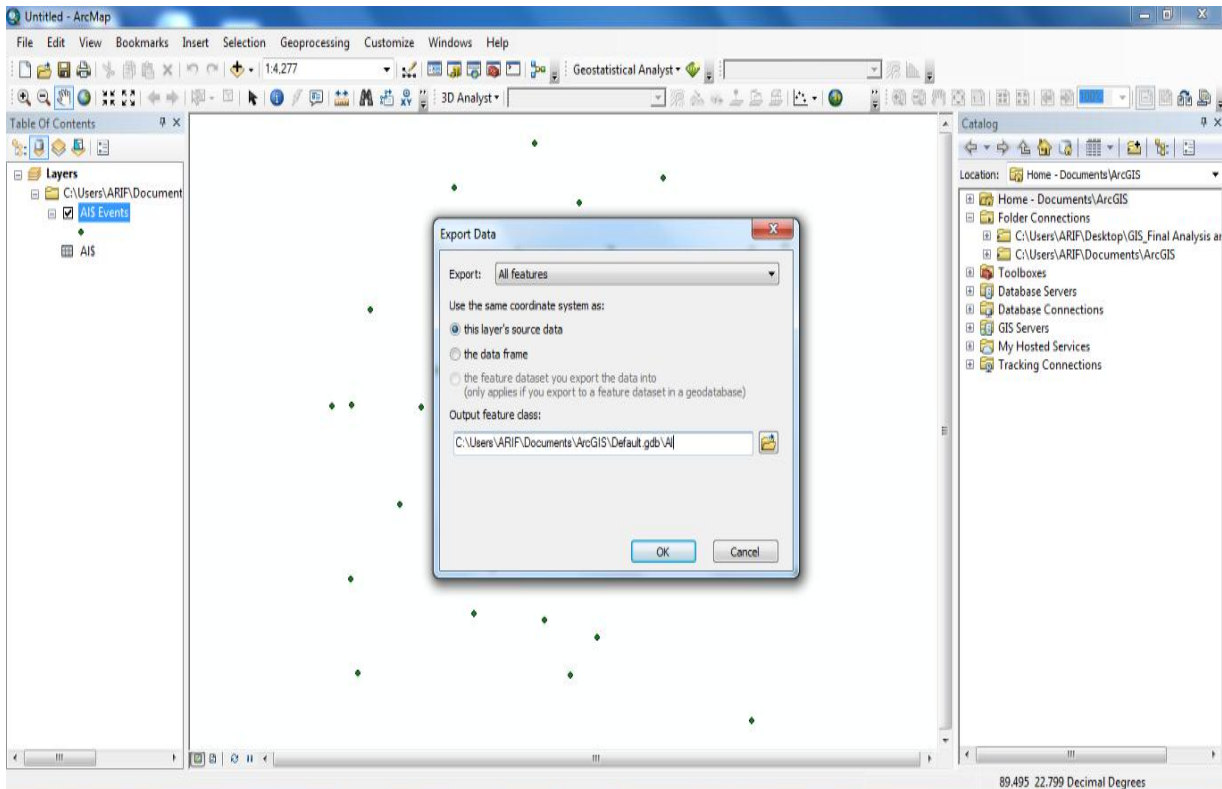 Untitled - ArcMap
File Edit View Bookmarks Insert Selection Geoprocessing Customize Windows Help
1:4,277
Geostatistical Analyst
3D Analyst
100%
Table Of Contents
Layers
C:\Users\ARIF\Document
AI$ Events
AI$
Export Data
Export: All features
Use the same coordinate system as:
this layer's source data
the data frame
the feature dataset you export the data into
(only applies if you export to a feature dataset in a geodatabase)
Output feature class:
C:\Users\ARIF\Documents\ArcGIS\Default.gdb\AI
OK Cancel
Catalog
Location: Home - Documents\ArcGIS
Home - Documents\ArcGIS
Folder Connections
C:\Users\ARIF\Desktop\GIS_Final Analysis ar
C:\Users\ARIF\Documents\ArcGIS
Toolboxes
Database Servers
Database Connections
GIS Servers
My Hosted Services
Tracking Connections
89.495 22.799 Decimal Degrees